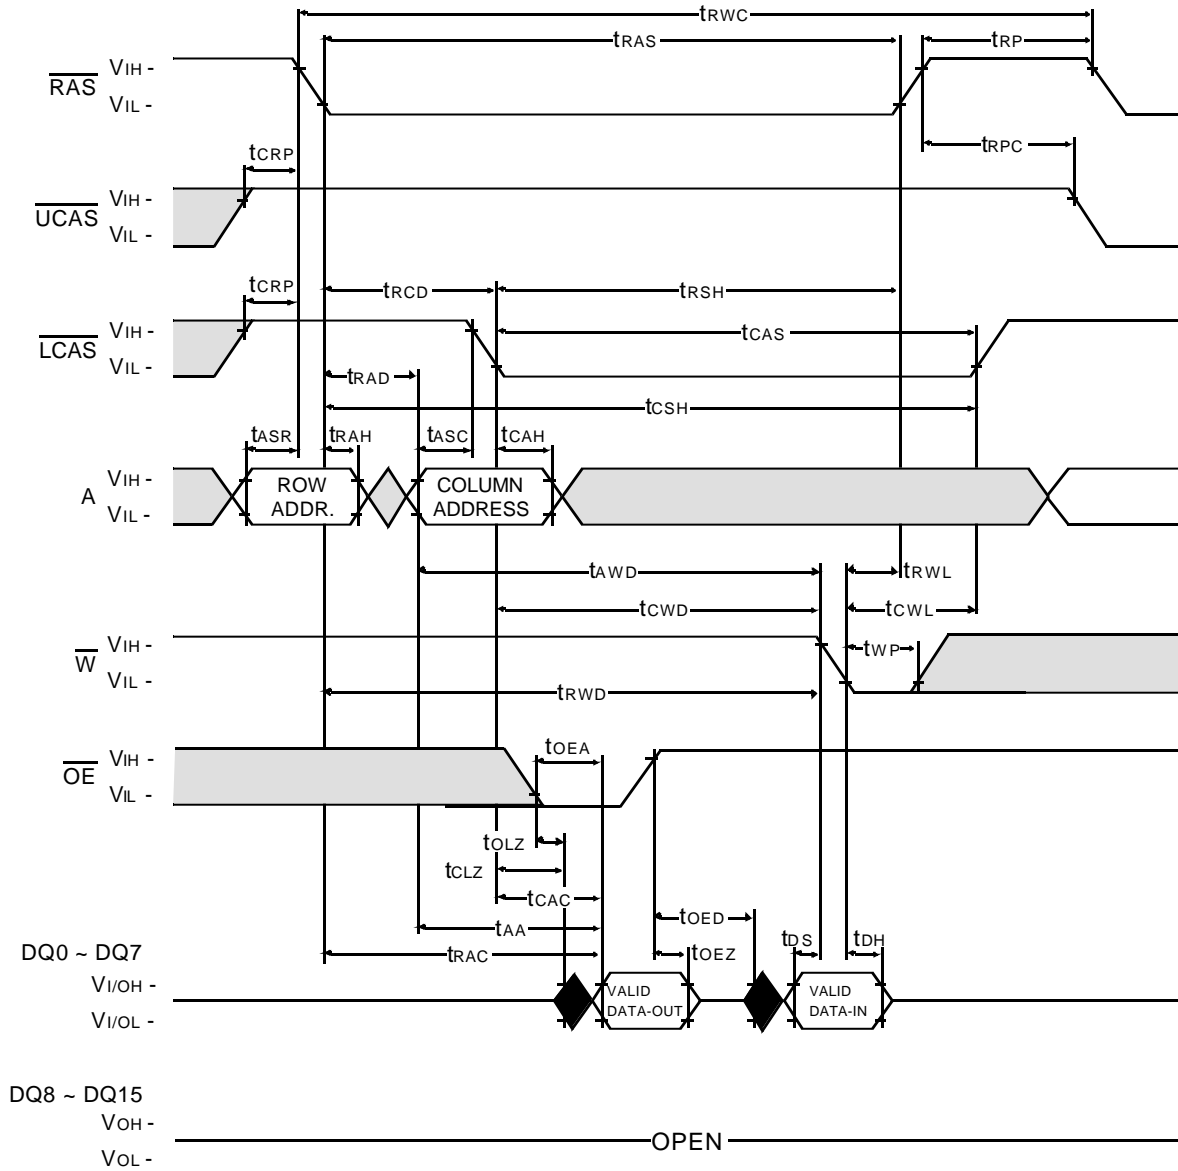 tRWC
tRAS
tRP
RAS
VIH -
VIL -
tCRP
tRPC
UCAS
VIH -
VIL -
tCRP
tRCD
tRSH
LCAS
VIH -
VIL -
tCAS
tRAD
tCSH
tASR
tRAH
tASC
tCAH
A
VIH -
VIL -
ROW
ADDR.
COLUMN
ADDRESS
tAWD
tRWL
tCWD
tCWL
W
VIH -
VIL -
tWP
tRWD
OE
VIH -
VIL -
tOEA
tOLZ
tCLZ
tCAC
tOED
tAA
tRAC
tOEZ
tDS
tDH
DQ0 ~ DQ7
VI/OH -
VI/OL -
VALID
DATA-OUT
VALID
DATA-IN
DQ8 ~ DQ15
VOH -
VOL -
OPEN